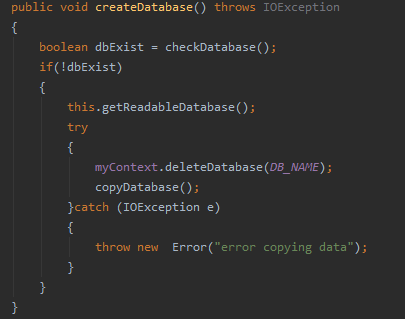 public void createDatabase() throws IOException
{
    boolean dbExist = checkDatabase();
    if(!dbExist)
    {
        this.getReadableDatabase();
        try
        {
            myContext.deleteDatabase(DB_NAME);
            copyDatabase();
        }catch (IOException e)
        {
            throw new  Error("error copying data");
        }
    }
}